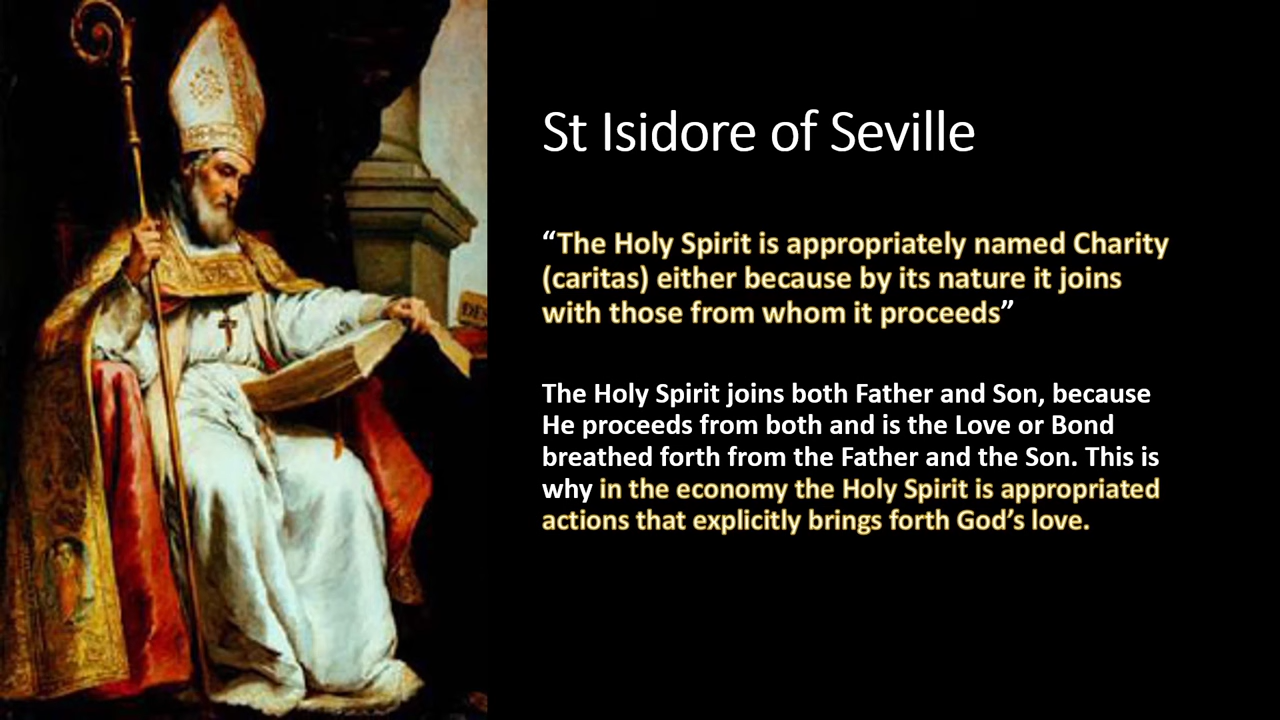 St Isidore of Seville
“The Holy Spirit is appropriately named Charity
(caritas) either because by its nature it joins
with those from whom it proceeds”
The Holy Spirit joins both Father and Son, because
He proceeds from both and is the Love or Bond
breathed forth from the Father and the Son. This is
why in the economy the Holy Spirit is appropriated
actions that explicitly brings forth God’s love.